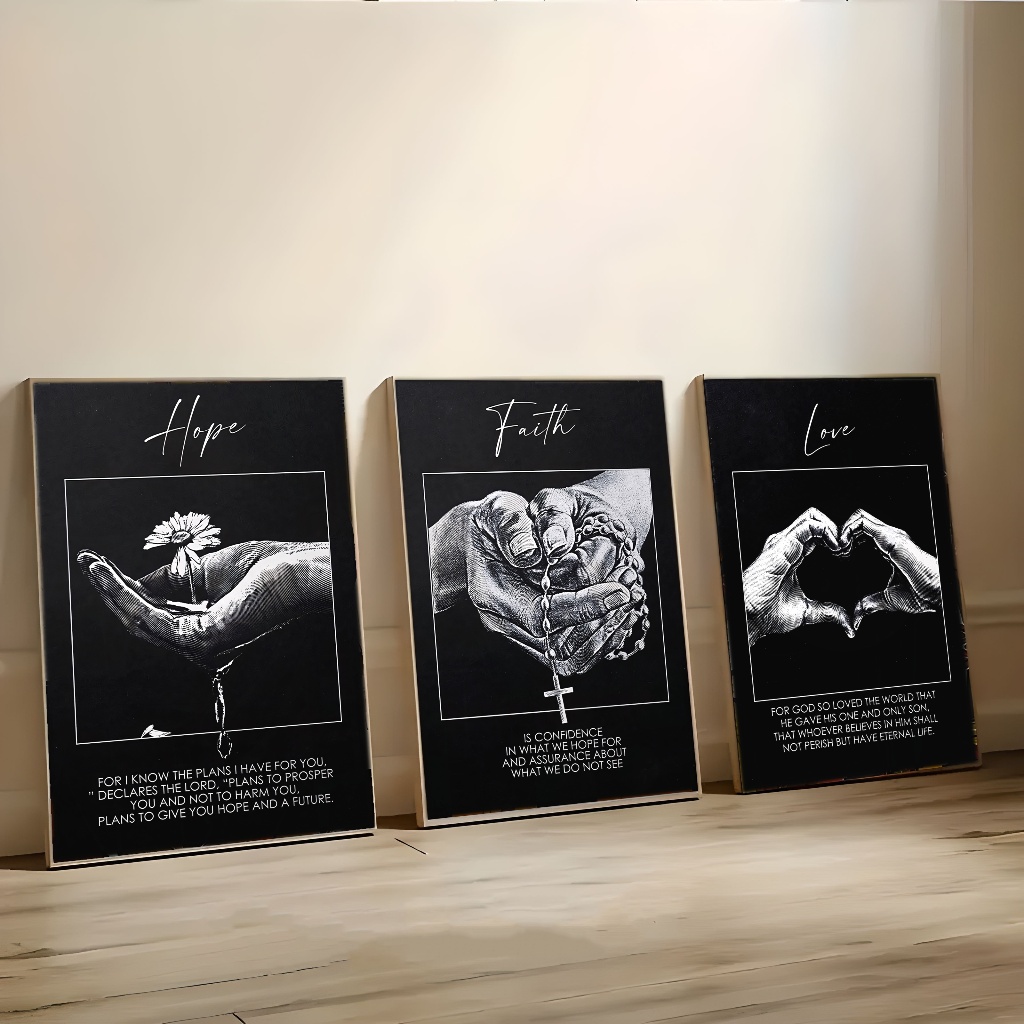 Hope
FOR I KNOW THE PLANS I HAVE FOR YOU,
" DECLARES THE LORD, "PLANS TO PROSPER
YOU AND NOT TO HARM YOU,
PLANS TO GIVE YOU HOPE AND A FUTURE.
Faith
IS CONFIDENCE
IN WHAT WE HOPE FOR
AND ASSURANCE ABOUT
WHAT WE DO NOT SEE
Love
FOR GOD SO LOVED THE WORLD THAT
HE GAVE HIS ONE AND ONLY SON,
THAT WHOEVER BELIEVES IN HIM SHALL
NOT PERISH BUT HAVE ETERNAL LIFE.